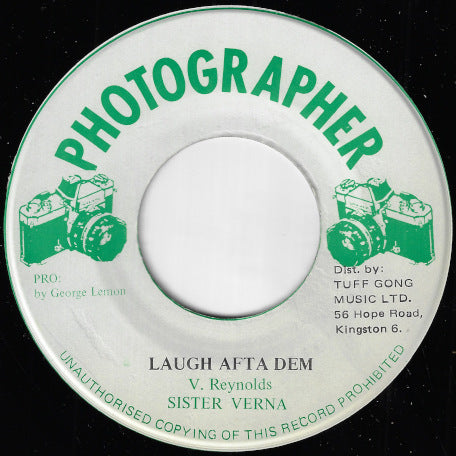 PHOTOGRAPHER
PRO:
by George Lemon
Dist. by:
TUFF GONG
MUSIC LTD.
56 Hope Road,
Kingston 6.
LAUGH AFTA DEM
V. Reynolds
SISTER VERNA
UNAUTHORISED COPYING OF THIS RECORD PROHIBITED